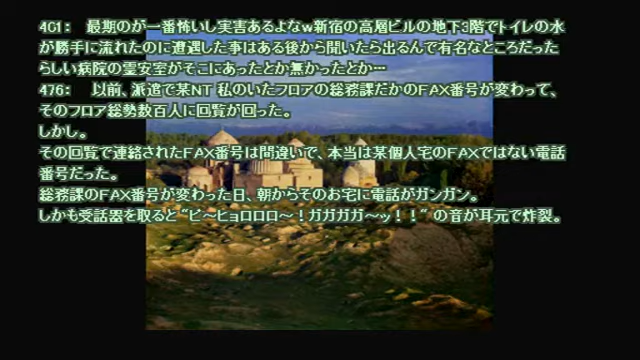 461:　最期のが一番怖いし実害あるよなｗ新宿の高層ビルの地下3階でトイレの水
が勝手に流れたのに遭遇した事はある後から聞いたら出るんで有名なところだった
らしい病院の霊安室がそこにあったとか無かったとか…
476:　以前、派遣で某NT 私のいたフロアの総務課だかのFAX番号が変わって、
そのフロア総勢数百人に回覧が回った。
しかし。
その回覧で連絡されたFAX番号は間違いで、本当は某個人宅のFAXではない電話
番号だった。
総務課のFAX番号が変わった日、朝からそのお宅に電話がガンガン。
しかも受話器を取ると“ピ～ヒョロロロ～！ガガガガ～ッ！！”の音が耳元で炸裂。